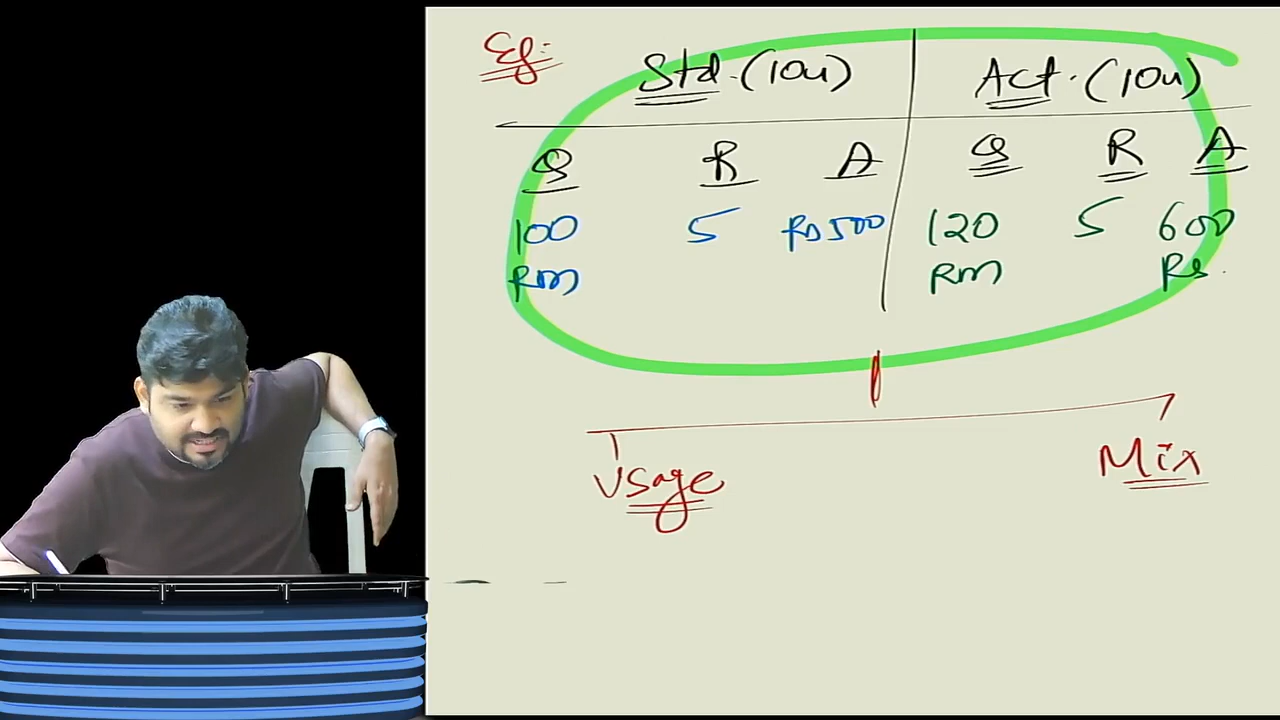 Eg:-
Std. (10u) Act. (10u)
Q R A Q R A
100 5 Rs 500 120 5 600
RM RM Rs.
Usage Mix